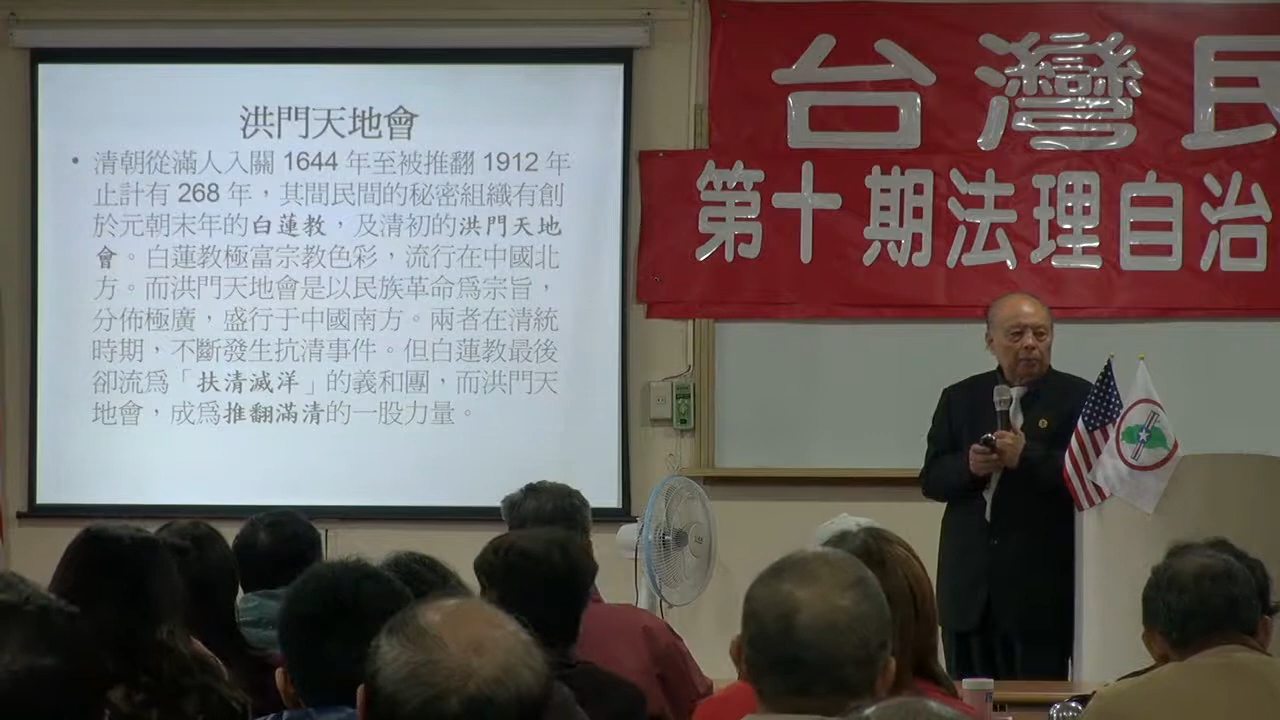 洪門天地會
• 清朝從滿人入關 1644 年至被推翻 1912 年
止計有 268 年，其間民間的秘密組織有創
於元朝末年的白蓮教，及清初的洪門天地
會。白蓮教極富宗教色彩，流行在中國北
方。而洪門天地會是以民族革命為宗旨，
分佈極廣，盛行于中國南方。兩者在清統
時期，不斷發生抗清事件。但白蓮教最後
卻流為「扶清滅洋」的義和團，而洪門天
地會，成為推翻滿清的一股力量。
台灣民
第十期法理自治